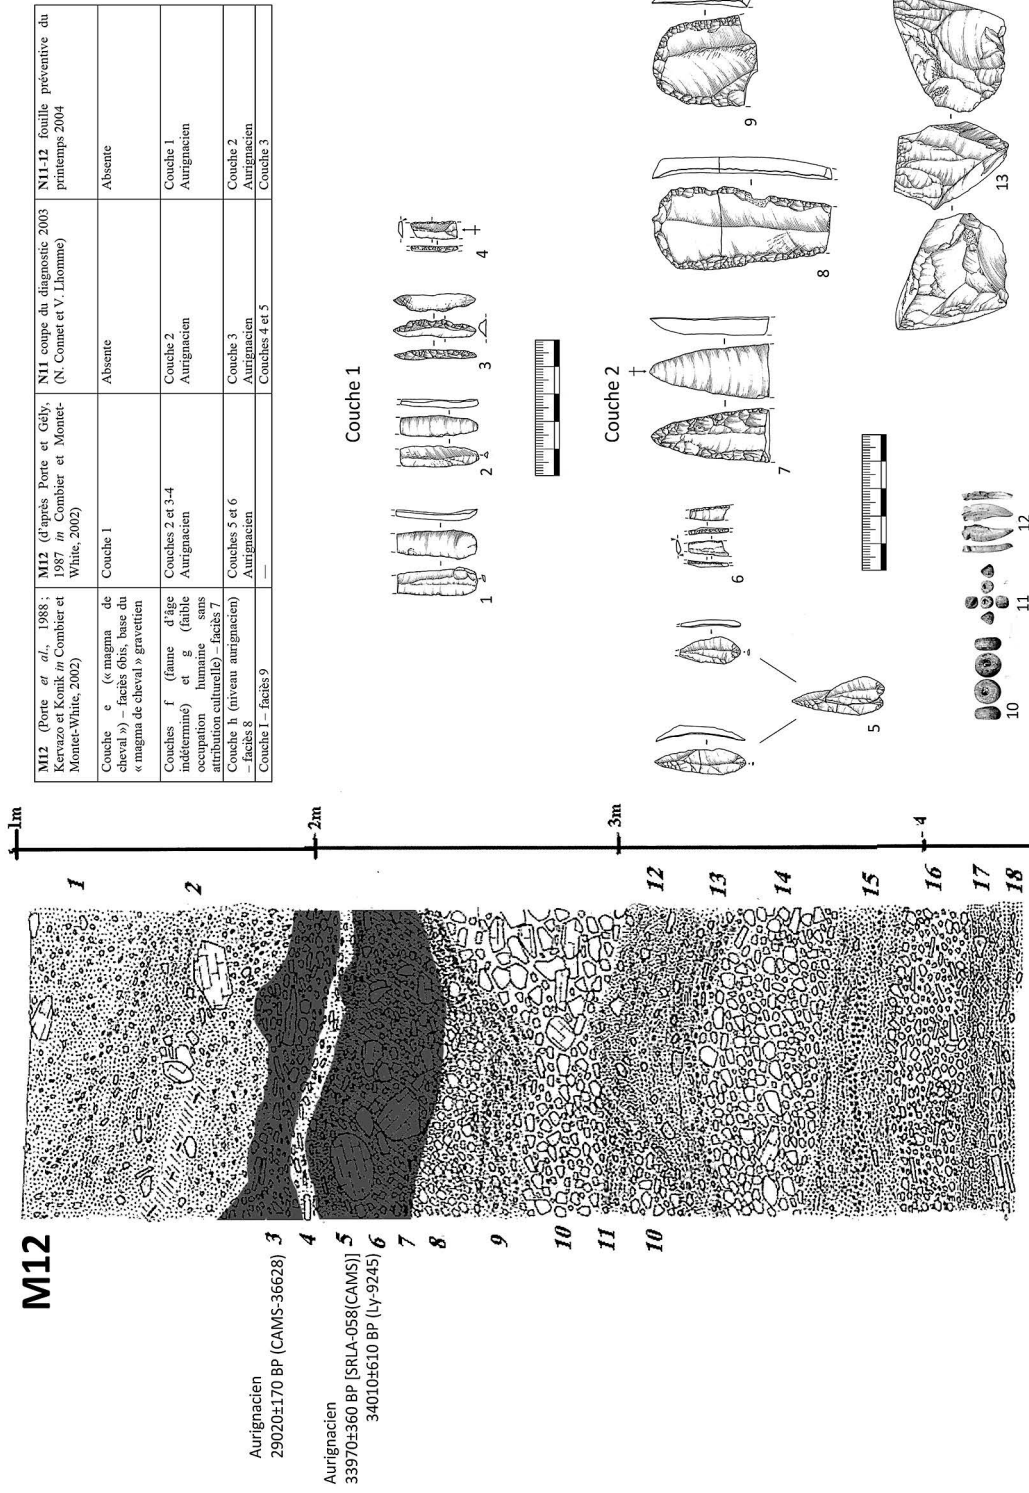 M12
Aurignacien
29020±170 BP (CAMS-36628)
Aurignacien
33970±360 BP [SRLA-058(CAMS)]
34010±610 BP (Ly-9245)
3
4
5
6
7
8
9
10
11
10
1
2
12
13
14
15
16
17
18
1m
2m
3m
4
M12 (Porte et al., 1988 ;
Kervazo et Konik in Combier et
Montet-White, 2002)
M12 (d'après Porte et Gély,
1987 in Combier et Montet-
White, 2002)
N11 coupe du diagnostic 2003
(N. Connet et V. Lhomme)
N11-12 fouille préventive du
printemps 2004
Couche e (« magma de
cheval ») – faciès 6bis, base du
« magma de cheval » gravettien
Couche 1
Absente
Absente
Couches f (faune d'âge
indéterminé) et g (faible
occupation humaine sans
attribution culturelle) – faciès 7
Couches 2 et 3-4
Aurignacien
Couche 2
Aurignacien
Couche 1
Aurignacien
Couche h (niveau aurignacien)
– faciès 8
Couches 5 et 6
Aurignacien
Couche 3
Aurignacien
Couche 2
Aurignacien
Couche I – faciès 9
—
Couches 4 et 5
Couche 3
Couche 1
1
2
3
4
Couche 2
5
6
7
8
9
10
11
12
13